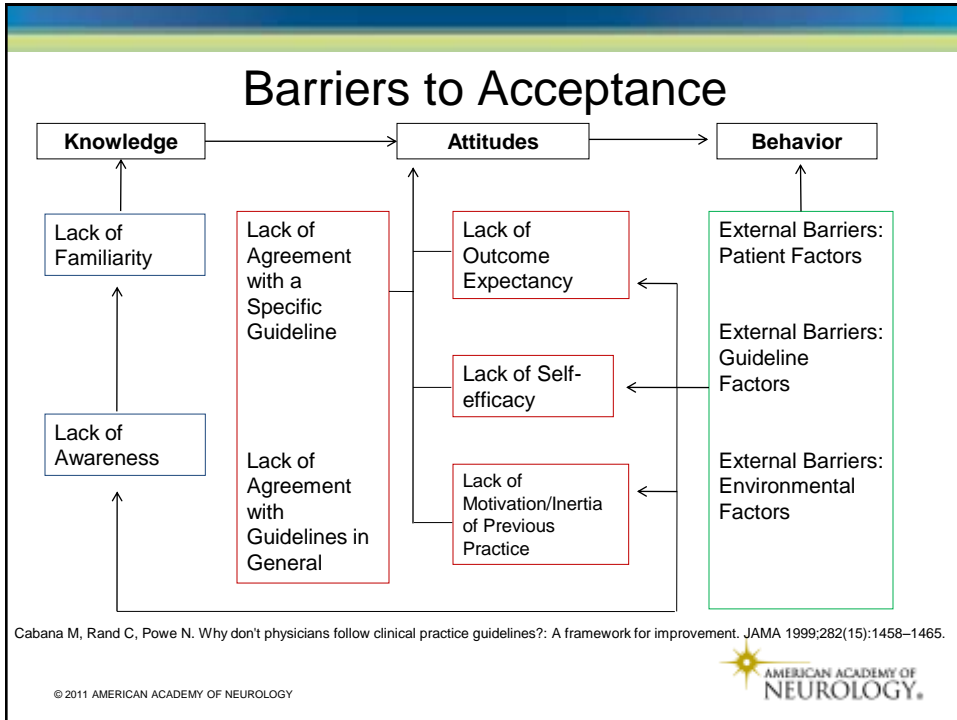 Barriers to Acceptance
Knowledge
Attitudes
Behavior
Lack of
Familiarity
Lack of
Awareness
Lack of
Agreement
with a
Specific
Guideline
Lack of
Agreement
with
Guidelines in
General
Lack of
Outcome
Expectancy
Lack of Self-
efficacy
Lack of
Motivation/Inertia
of Previous
Practice
External Barriers:
Patient Factors
External Barriers:
Guideline
Factors
External Barriers:
Environmental
Factors
Cabana M, Rand C, Powe N. Why don't physicians follow clinical practice guidelines?: A framework for improvement. JAMA 1999;282(15):1458–1465.
© 2011 AMERICAN ACADEMY OF NEUROLOGY
AMERICAN ACADEMY OF
NEUROLOGY®